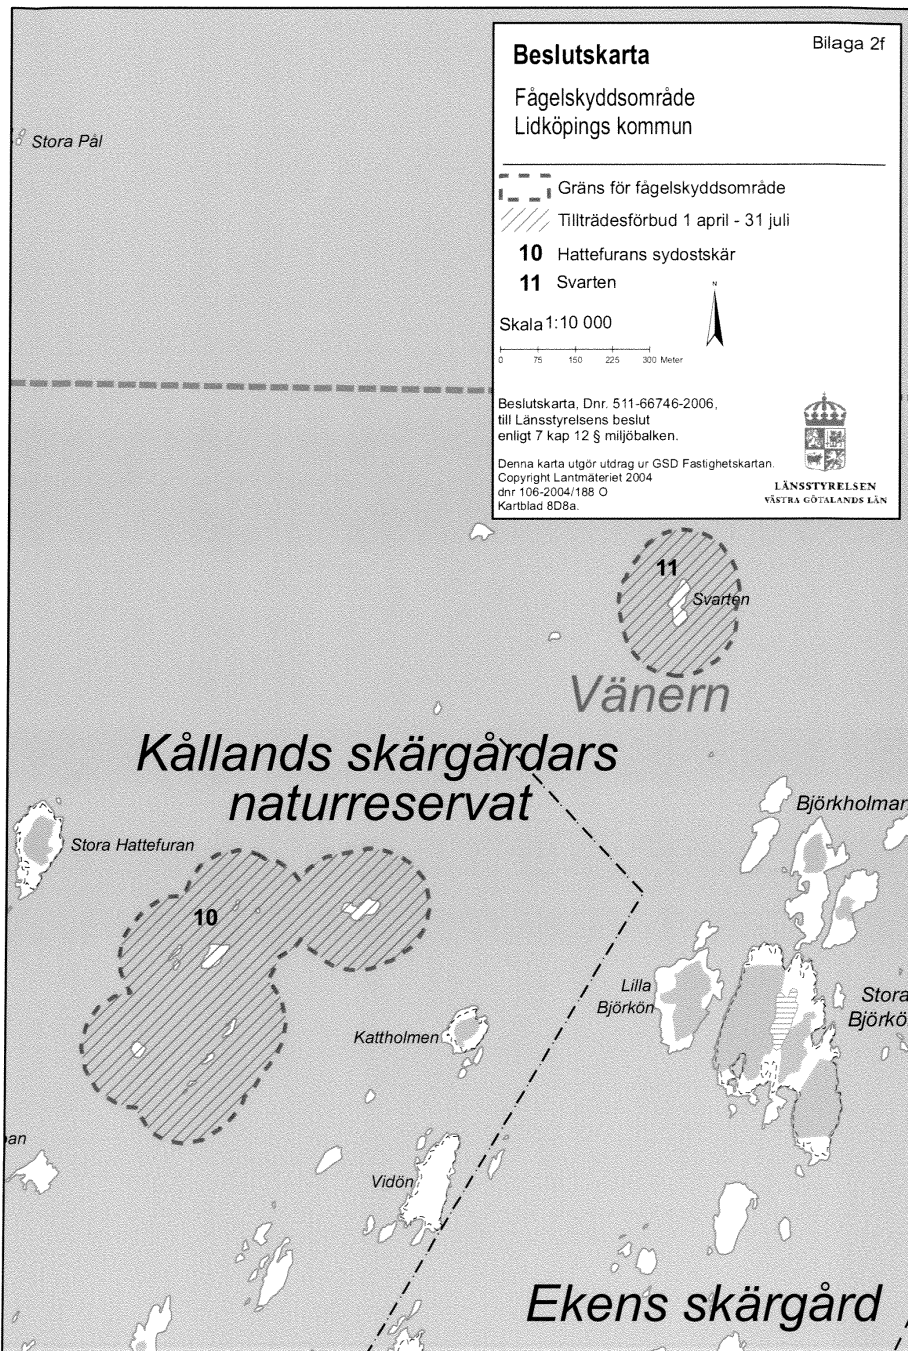 Beslutskarta
Bilaga 2f
Fågelskyddsområde
Lidköpings kommun
Gräns för fågelskyddsområde
Tillträdesförbud 1 april - 31 juli
10 Hattefurans sydostskär
11 Svarten
N
Skala 1:10 000
0 75 150 225 300 Meter
Beslutskarta, Dnr. 511-66746-2006,
till Länsstyrelsens beslut
enligt 7 kap 12 § miljöbalken.
Denna karta utgör utdrag ur GSD Fastighetskartan.
Copyright Lantmäteriet 2004
dnr 106-2004/188 O
Kartblad 8D8a.
LÄNSSTYRELSEN
VÄSTRA GÖTALANDS LÄN
Stora Pål
11
Svarten
Vänern
Kållands skärgårdars
naturreservat
Björkholmar
Stora Hattefuran
10
Lilla
Björkön
Stora
Björkö
Kattholmen
an
Vidön
Ekens skärgård